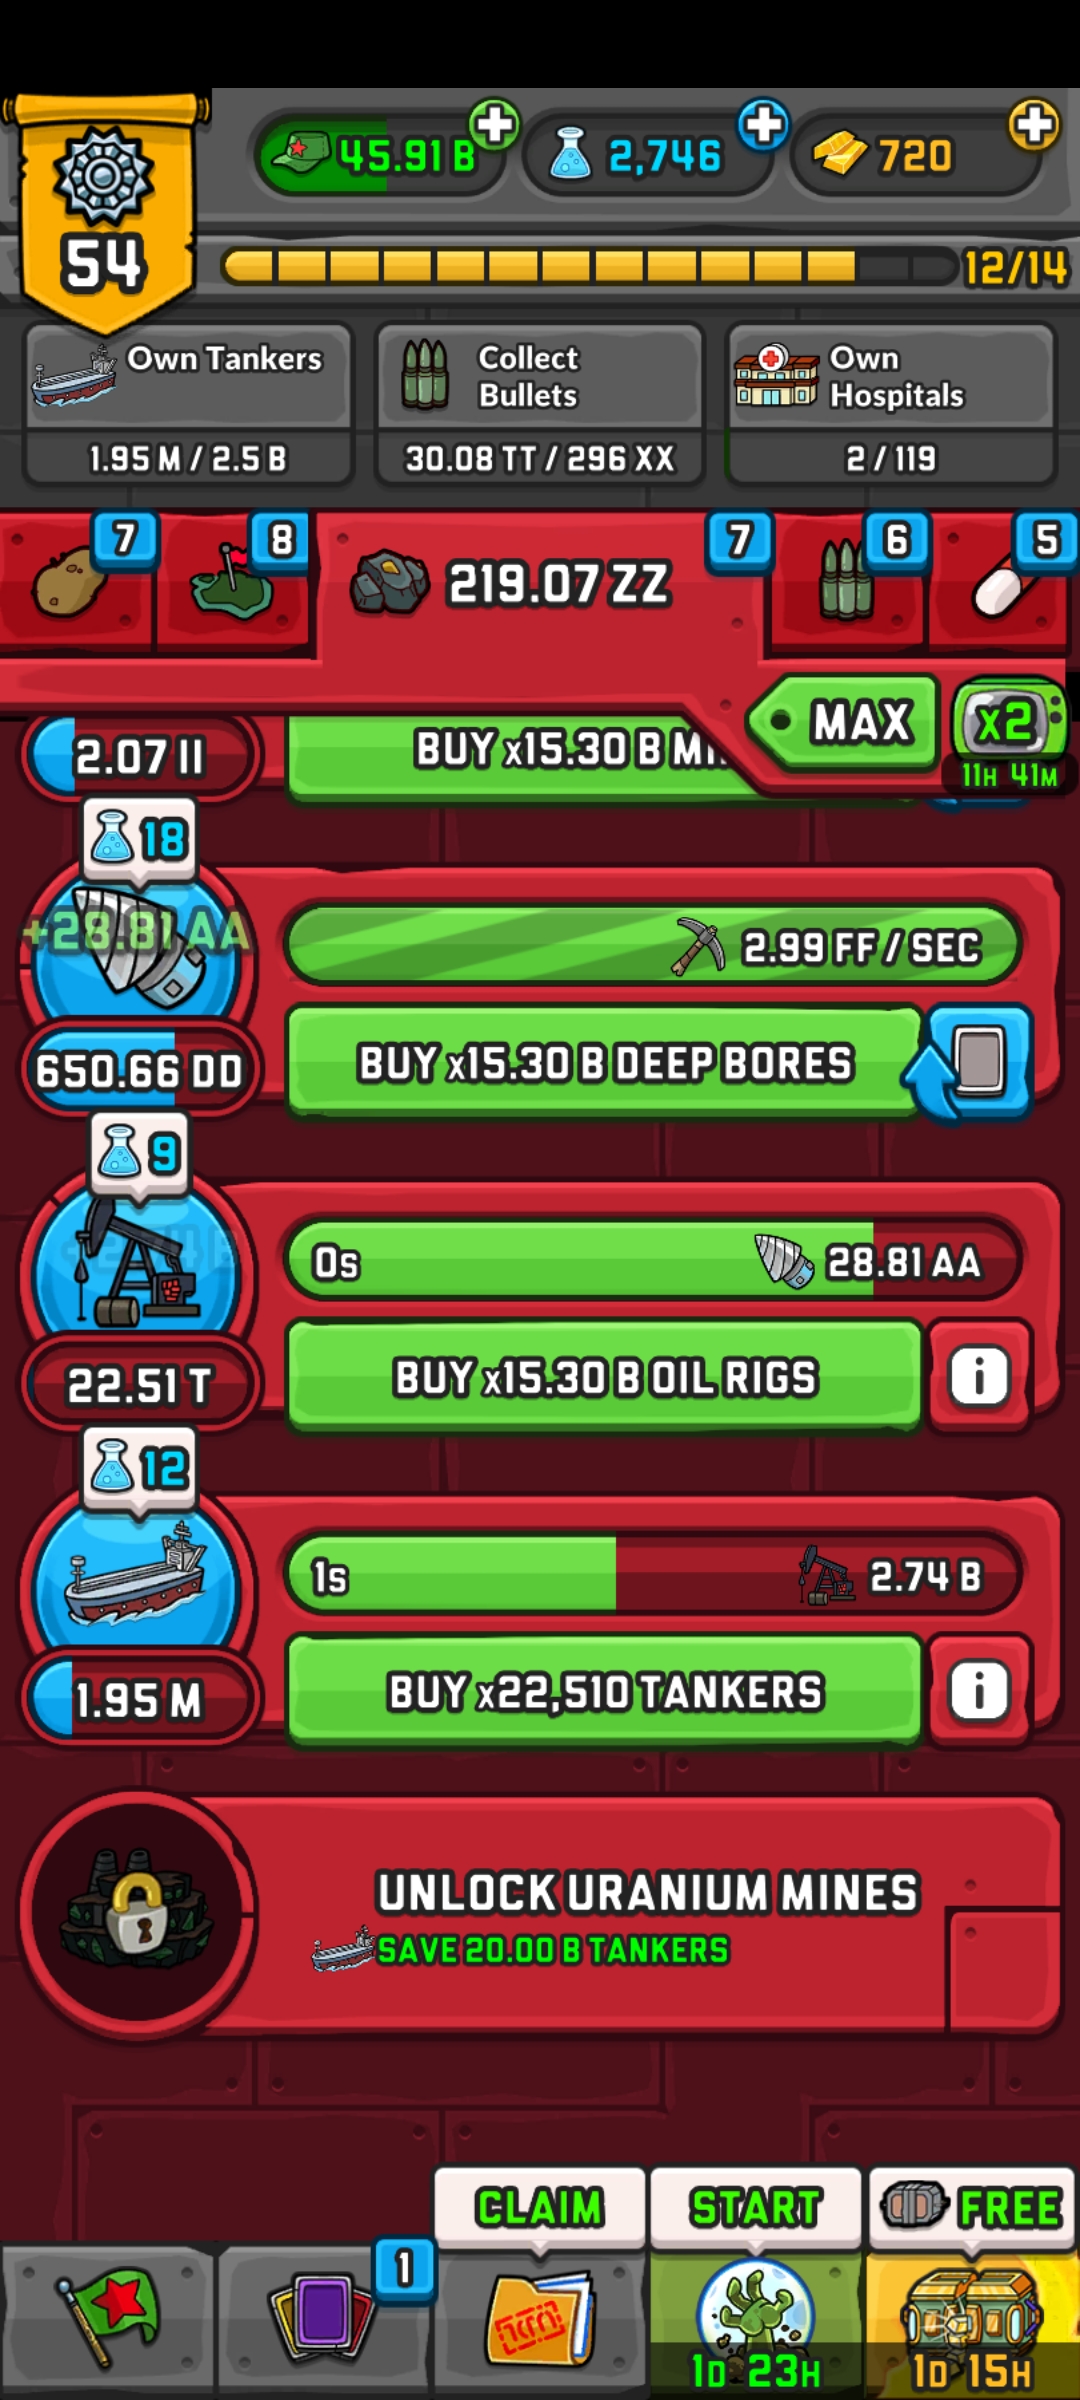 54
45.91 B
2,746
720
12/14
Own Tankers
1.95 M / 2.5 B
Collect
Bullets
30.08 TT / 296 XX
Own
Hospitals
2 / 119
7
8
219.07 ZZ
7
6
5
MAX
x2
11H 41M
2.07 II
BUY x15.30 B
18
+28.81 AA
2.99 FF / SEC
650.66 DD
BUY x15.30 B DEEP BORES
9
0s
28.81 AA
22.51 T
BUY x15.30 B OIL RIGS
i
12
1s
2.74 B
1.95 M
BUY x22,510 TANKERS
i
UNLOCK URANIUM MINES
SAVE 20.00 B TANKERS
CLAIM
START
FREE
1
1D 23H
1D 15H